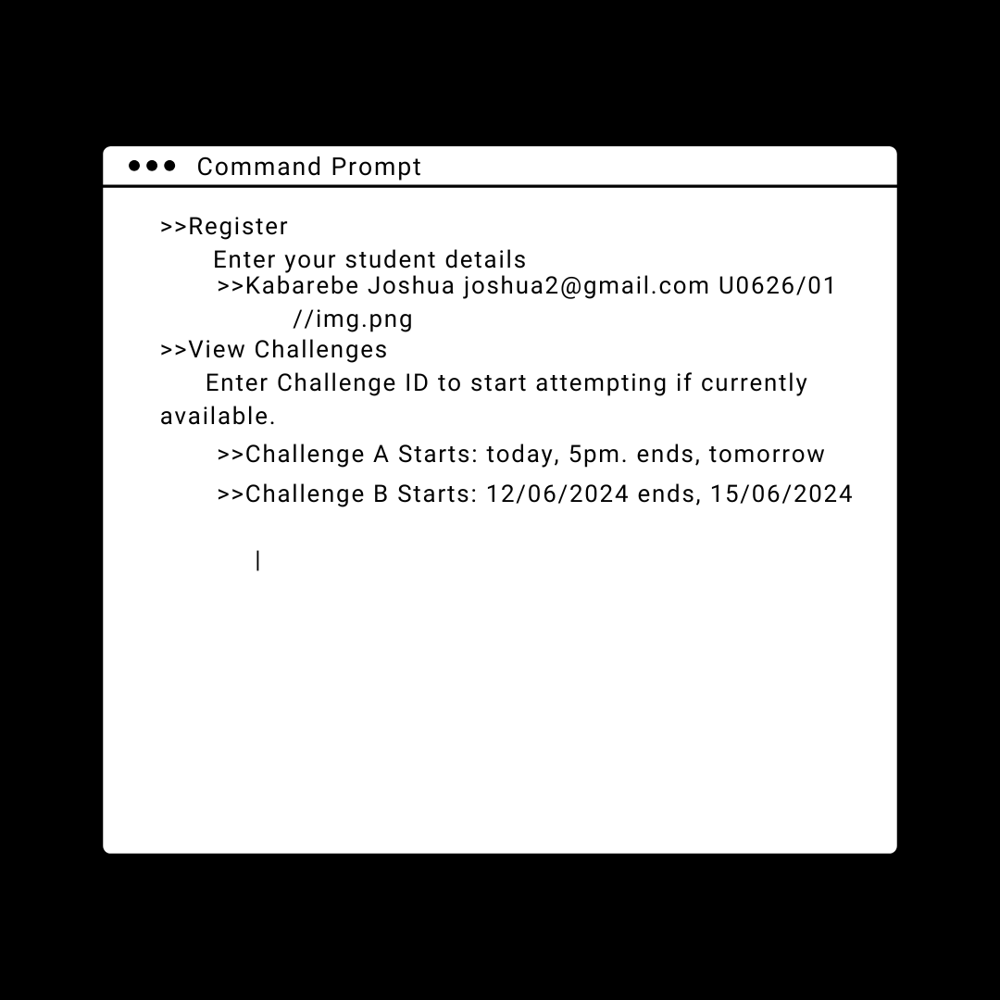 Command Prompt
>>Register
Enter your student details
>>Kabarebe Joshua joshua2@gmail.com U0626/01
//img.png
>>View Challenges
Enter Challenge ID to start attempting if currently
available.
>>Challenge A Starts: today, 5pm. ends, tomorrow
>>Challenge B Starts: 12/06/2024 ends, 15/06/2024
|